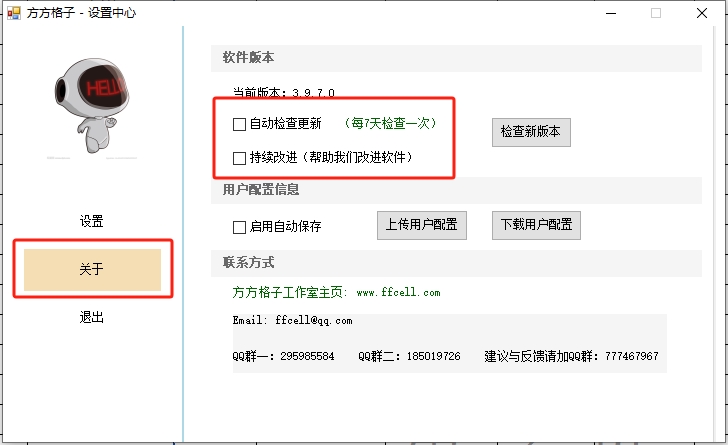 方方格子 - 设置中心
HELLO
设置
关于
退出
软件版本
当前版本：3.9.7.0
自动检查更新 （每7天检查一次）
持续改进（帮助我们改进软件）
检查新版本
用户配置信息
启用自动保存
上传用户配置
下载用户配置
联系方式
方方格子工作室主页: www.ffcell.com
Email: ffcell@qq.com
QQ群一：295985584 QQ群二：185019726 建议与反馈请加QQ群：777467967